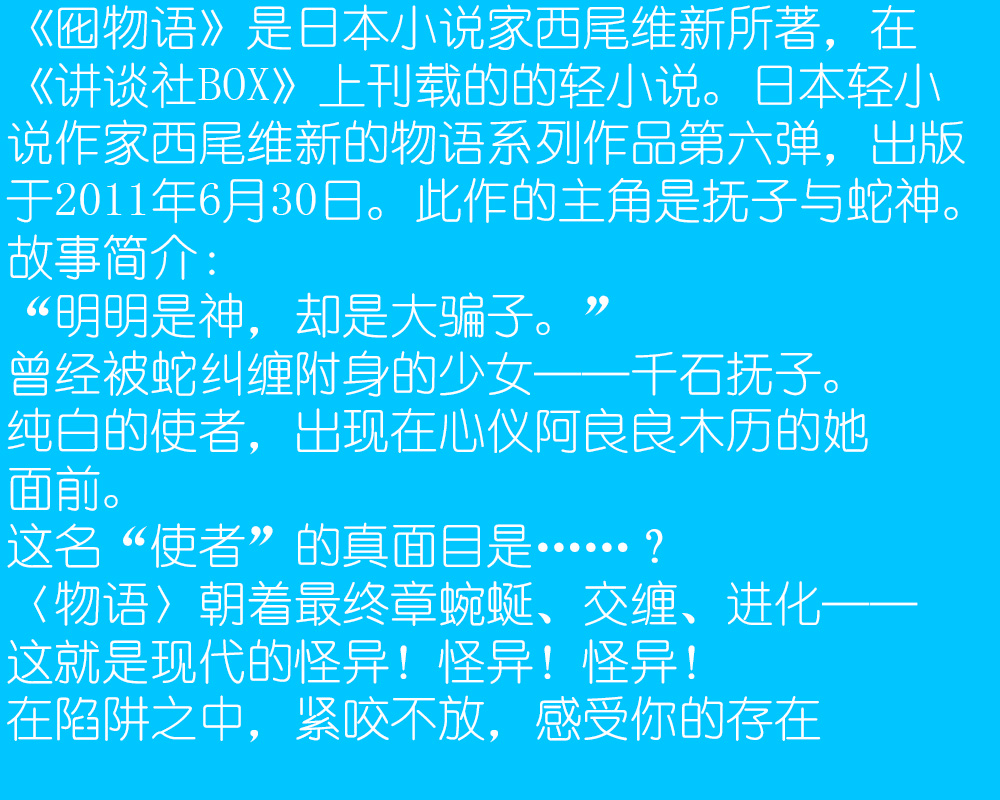 《囮物语》是日本小说家西尾维新所著，在
《讲谈社BOX》上刊载的的轻小说。日本轻小
说作家西尾维新的物语系列作品第六弹，出版
于2011年6月30日。此作的主角是抚子与蛇神。
故事简介：
“明明是神，却是大骗子。”
曾经被蛇纠缠附身的少女——千石抚子。
纯白的使者，出现在心仪阿良良木历的她
面前。
这名“使者”的真面目是……？
〈物语〉朝着最终章蜿蜒、交缠、进化——
这就是现代的怪异！怪异！怪异！
在陷阱之中，紧咬不放，感受你的存在